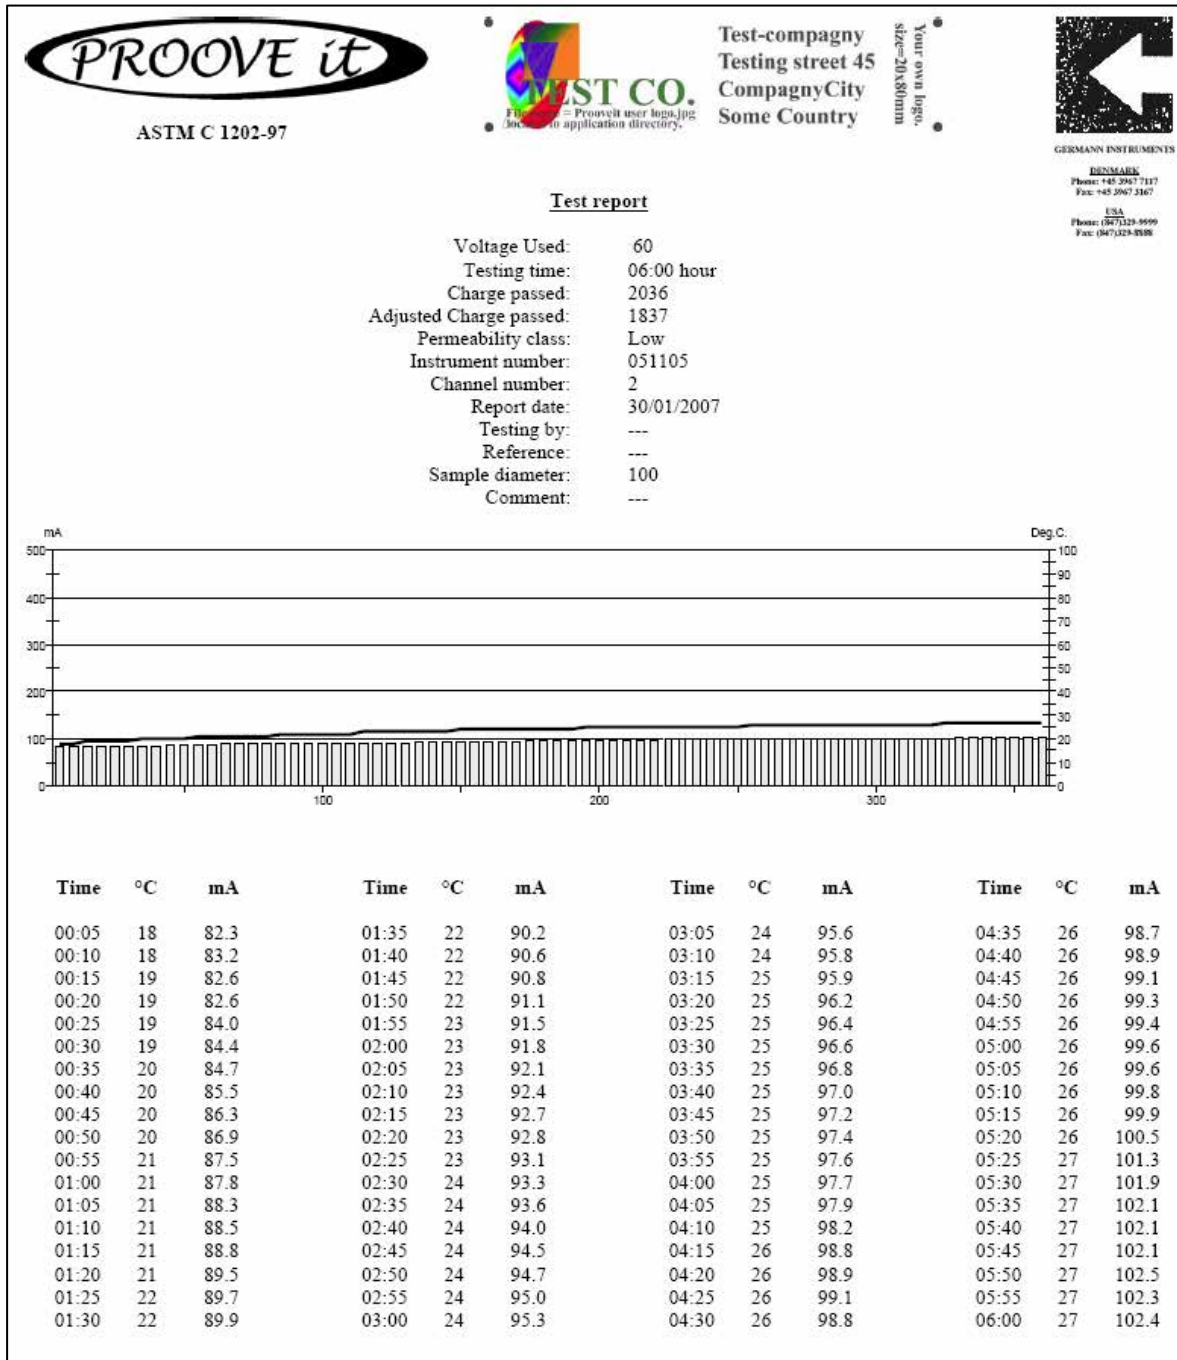 PROOVE it
ASTM C 1202-97
TEST CO.
Test-compagny
Testing street 45
CompagnyCity
Some Country
Your own logo.
size=20x80mm
GERMANN INSTRUMENTS
DENMARK
Phone: +45 3967 7117
Fax: +45 3967 3167
USA
Phone: (847)329-9999
Fax: (847)329-8888
Test report
Voltage Used: 60
Testing time: 06:00 hour
Charge passed: 2036
Adjusted Charge passed: 1837
Permeability class: Low
Instrument number: 051105
Channel number: 2
Report date: 30/01/2007
Testing by: ---
Reference: ---
Sample diameter: 100
Comment: ---
mA Deg.C.
500 100
90
400 80
70
300 60
50
200 40
30
100 20
10
0 0
100 200 300
Time °C mA Time °C mA Time °C mA Time °C mA
00:05 18 82.3 01:35 22 90.2 03:05 24 95.6 04:35 26 98.7
00:10 18 83.2 01:40 22 90.6 03:10 24 95.8 04:40 26 98.9
00:15 19 82.6 01:45 22 90.8 03:15 25 95.9 04:45 26 99.1
00:20 19 82.6 01:50 22 91.1 03:20 25 96.2 04:50 26 99.3
00:25 19 84.0 01:55 23 91.5 03:25 25 96.4 04:55 26 99.4
00:30 19 84.4 02:00 23 91.8 03:30 25 96.6 05:00 26 99.6
00:35 20 84.7 02:05 23 92.1 03:35 25 96.8 05:05 26 99.6
00:40 20 85.5 02:10 23 92.4 03:40 25 97.0 05:10 26 99.8
00:45 20 86.3 02:15 23 92.7 03:45 25 97.2 05:15 26 99.9
00:50 20 86.9 02:20 23 92.8 03:50 25 97.4 05:20 26 100.5
00:55 21 87.5 02:25 23 93.1 03:55 25 97.6 05:25 27 101.3
01:00 21 87.8 02:30 24 93.3 04:00 25 97.7 05:30 27 101.9
01:05 21 88.3 02:35 24 93.6 04:05 25 97.9 05:35 27 102.1
01:10 21 88.5 02:40 24 94.0 04:10 25 98.2 05:40 27 102.1
01:15 21 88.8 02:45 24 94.5 04:15 26 98.8 05:45 27 102.1
01:20 21 89.5 02:50 24 94.7 04:20 26 98.9 05:50 27 102.5
01:25 22 89.7 02:55 24 95.0 04:25 26 99.1 05:55 27 102.3
01:30 22 89.9 03:00 24 95.3 04:30 26 98.8 06:00 27 102.4
= Prooveit user logo.jpg
application directory.